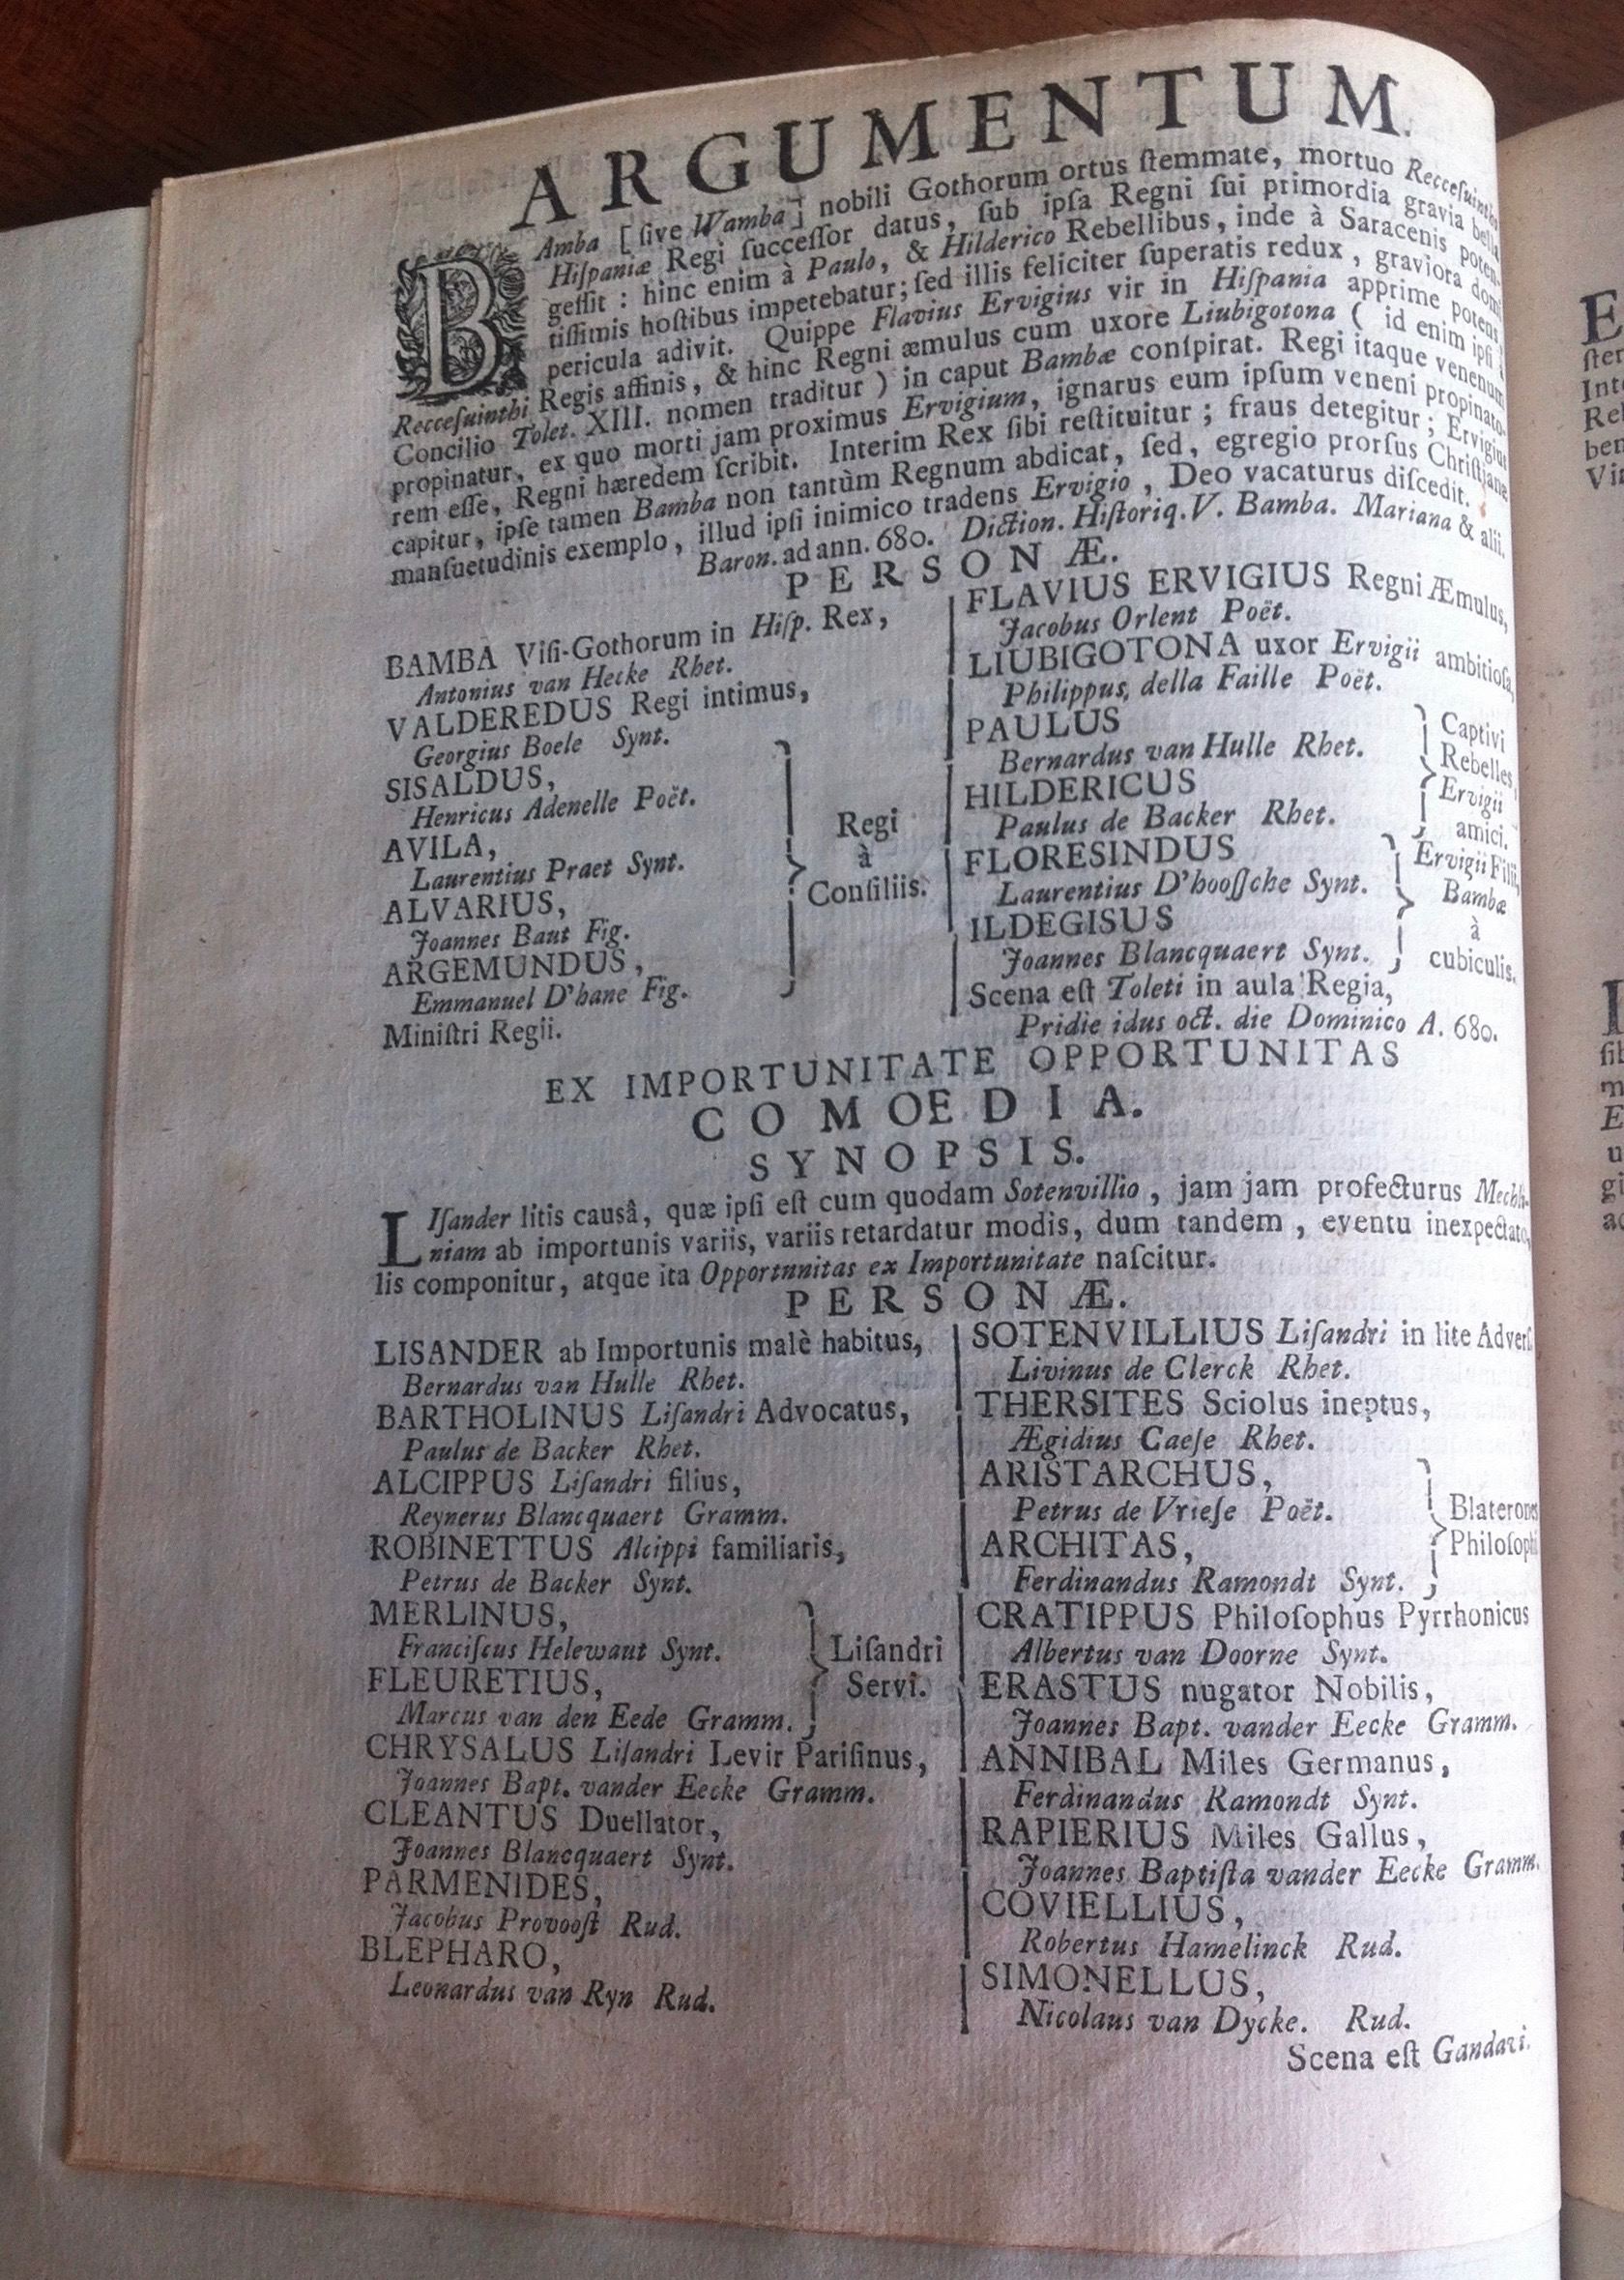 ARGUMENTUM.
BAmba [ſive Wamba] nobili Gothorum ortus ſtemmate, mortuo Recceſuintho
Hiſpaniæ Regi ſucceſſor datus, ſub ipſa Regni ſui primordia gravia bella
geſſit : hinc enim à Paulo, & Hilderico Rebellibus, inde à Saracenis poten-
tiſſimis hoſtibus impetebatur; ſed illis feliciter ſuperatis redux, graviora domi
pericula adivit. Quippe Flavius Ervigius vir in Hiſpania apprime potens,
Recceſuinthi Regis affinis, & hinc Regni æmulus cum uxore Liubigotona ( id enim ipſi
Concilio Tolet. XIII. nomen traditur ) in caput Bambæ conſpirat. Regi itaque venenum
propinatur, ex quo morti jam proximus Ervigium, ignarus eum ipſum veneni propinato-
rem eſſe, Regni hæredem ſcribit. Interim Rex ſibi reſtituitur ; fraus detegitur ; Ervigius
capitur, ipſe tamen Bamba non tantùm Regnum abdicat, ſed, egregio prorſus Chriſtianæ
manſuetudinis exemplo, illud ipſi inimico tradens Ervigio, Deo vacaturus diſcedit.
Baron. ad ann. 680. Diction. Hiſtoriq. V. Bamba. Mariana & alii.
PERSONÆ.
BAMBA Viſi-Gothorum in Hiſp. Rex,
Antonius van Hecke Rhet.
VALDEREDUS Regi intimus,
Georgius Boele Synt.
SISALDUS,
Henricus Adenelle Poët.
AVILA,
Laurentius Praet Synt.
ALVARIUS,
Joannes Baut Fig.
ARGEMUNDUS,
Emmanuel D'hane Fig.
Regi
à
Conſiliis.
Miniſtri Regii.
FLAVIUS ERVIGIUS Regni Æmulus,
Jacobus Orlent Poët.
LIUBIGOTONA uxor Ervigii ambitioſa,
Philippus della Faille Poët.
PAULUS
Bernardus van Hulle Rhet.
HILDERICUS
Paulus de Backer Rhet.
Captivi
Rebelles,
Ervigii
amici.
FLORESINDUS
Laurentius D'hooſſche Synt.
ILDEGISUS
Joannes Blancquaert Synt.
Ervigii Filii,
Bambæ
à
cubiculis.
Scena eſt Toleti in aula Regia,
Pridie idus oct. die Dominico A. 680.
EX IMPORTUNITATE OPPORTUNITAS
COMOEDIA.
SYNOPSIS.
LIſander litis causâ, quæ ipſi eſt cum quodam Sotenvillio, jam jam profecturus Mechli-
niam ab importunis variis, variis retardatur modis, dum tandem, eventu inexpectato,
lis componitur, atque ita Opportnnitas ex Importunitate naſcitur.
PERSONÆ.
LISANDER ab Importunis malè habitus,
Bernardus van Hulle Rhet.
BARTHOLINUS Liſandri Advocatus,
Paulus de Backer Rhet.
ALCIPPUS Liſandri filius,
Reynerus Blancquaert Gramm.
ROBINETTUS Alcippi familiaris,
Petrus de Backer Synt.
MERLINUS,
Franciſcus Helewaut Synt.
FLEURETIUS,
Marcus van den Eede Gramm.
Liſandri
Servi.
CHRYSALUS Liſandri Levir Pariſinus,
Joannes Bapt. vander Eecke Gramm.
CLEANTUS Duellator,
Joannes Blancquaert Synt.
PARMENIDES,
Jacobus Provooſt Rud.
BLEPHARO,
Leonardus van Ryn Rud.
SOTENVILLIUS Liſandri in lite Adverſ.
Livinus de Clerck Rhet.
THERSITES Sciolus ineptus,
Ægidius Caeſe Rhet.
ARISTARCHUS,
Petrus de Vrieſe Poët.
ARCHITAS,
Ferdinandus Ramondt Synt.
Blaterones
Philoſophi
CRATIPPUS Philoſophus Pyrrhonicus
Albertus van Doorne Synt.
ERASTUS nugator Nobilis,
Joannes Bapt. vander Eecke Gramm.
ANNIBAL Miles Germanus,
Ferdinandus Ramondt Synt.
RAPIERIUS Miles Gallus,
Joannes Baptiſta vander Eecke Gramm.
COVIELLIUS,
Robertus Hamelinck Rud.
SIMONELLUS,
Nicolaus van Dycke. Rud.
Scena eſt Gandavi.